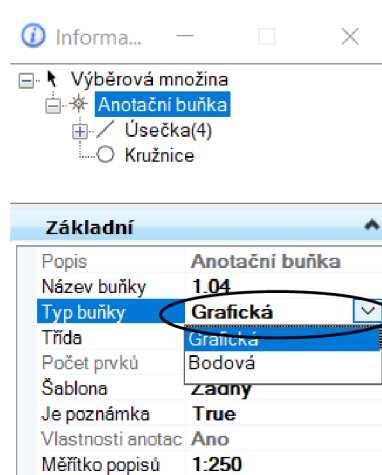 Informa...
Výběrová množina
Anotační buňka
Úsečka(4)
Kružnice
Základní
Popis Anotační buňka
Název buňky 1.04
Typ buňky Grafická
Třída Grafická
Počet prvků Bodová
Šablona Žádný
Je poznámka True
Vlastnosti anotac Ano
Měřítko popisů 1:250